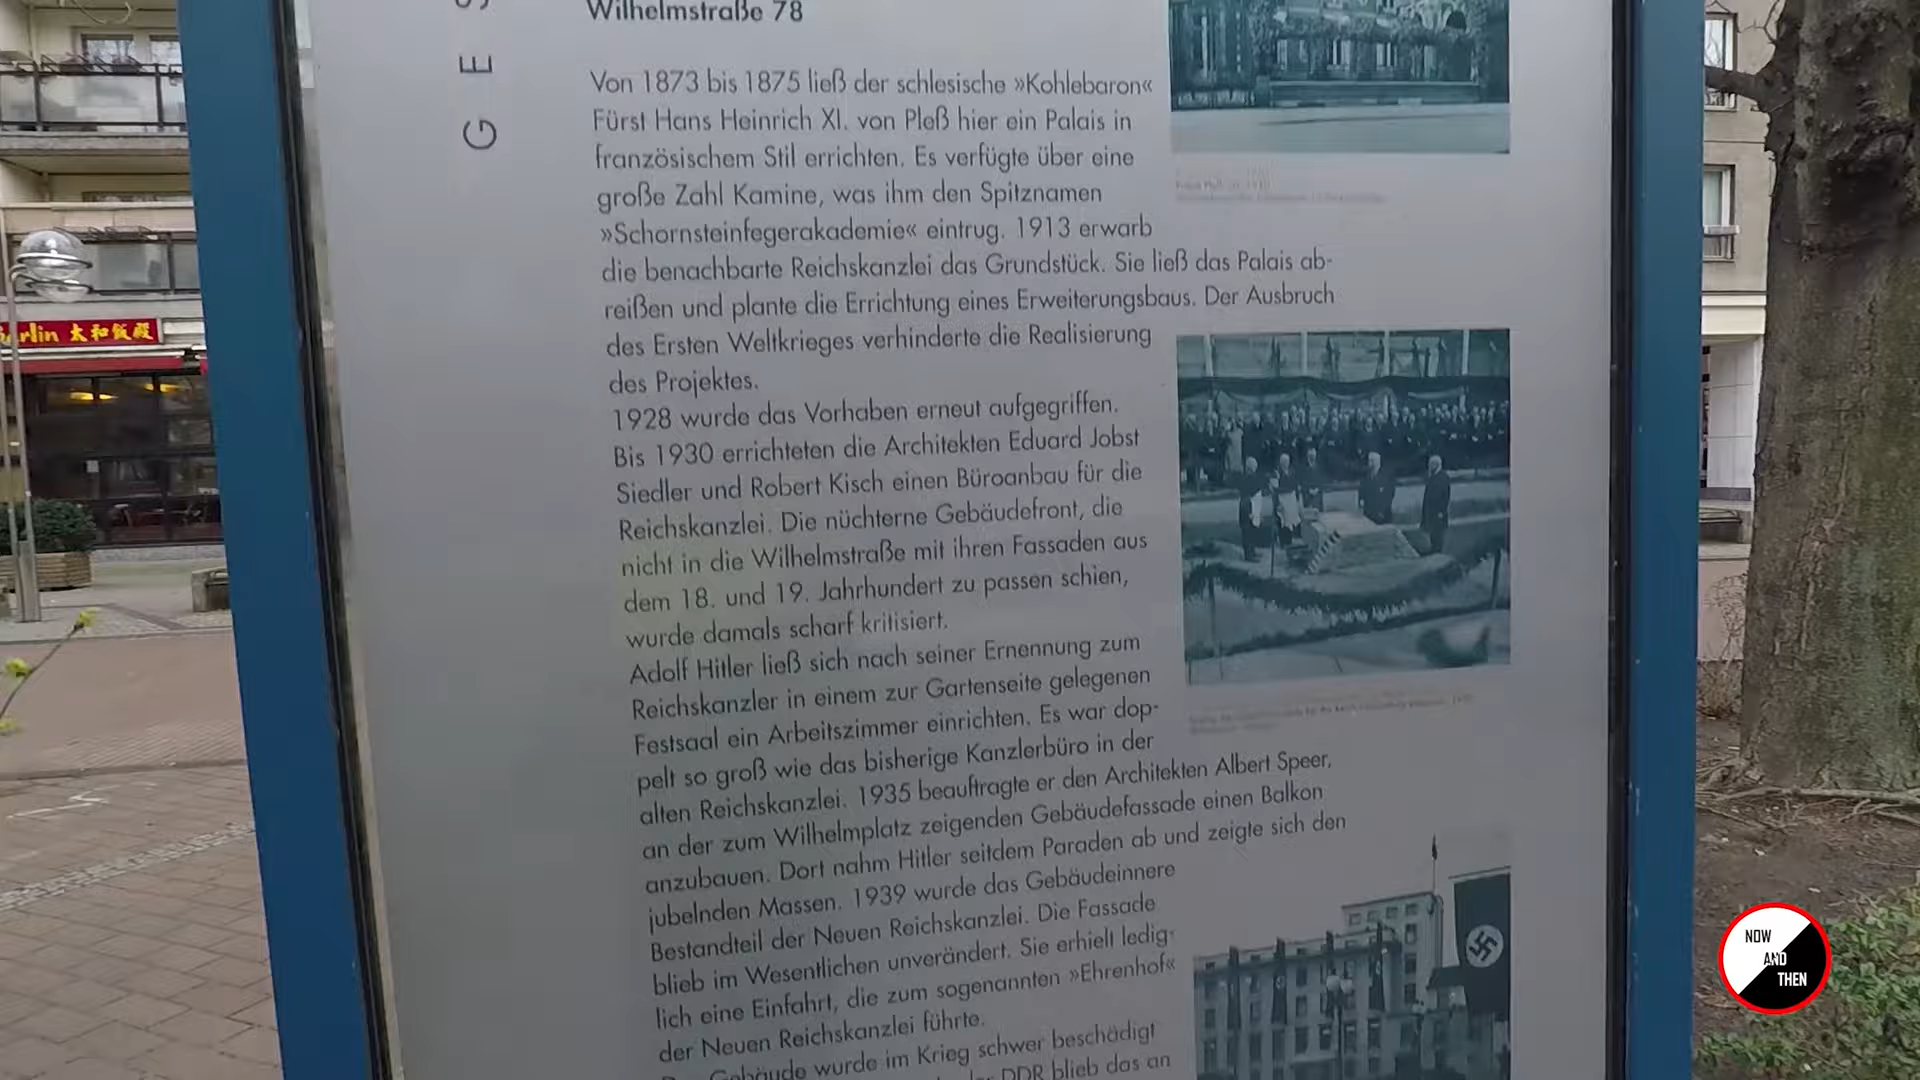 Wilhelmstraße 78
G E S
Von 1873 bis 1875 ließ der schlesische »Kohlebaron«
Fürst Hans Heinrich XI. von Pleß hier ein Palais in
französischem Stil errichten. Es verfügte über eine
große Zahl Kamine, was ihm den Spitznamen
»Schornsteinfegerakademie« eintrug. 1913 erwarb
die benachbarte Reichskanzlei das Grundstück. Sie ließ das Palais ab-
reißen und plante die Errichtung eines Erweiterungsbaus. Der Ausbruch
des Ersten Weltkrieges verhinderte die Realisierung
des Projektes.
1928 wurde das Vorhaben erneut aufgegriffen.
Bis 1930 errichteten die Architekten Eduard Jobst
Siedler und Robert Kisch einen Büroanbau für die
Reichskanzlei. Die nüchterne Gebäudefront, die
nicht in die Wilhelmstraße mit ihren Fassaden aus
dem 18. und 19. Jahrhundert zu passen schien,
wurde damals scharf kritisiert.
Adolf Hitler ließ sich nach seiner Ernennung zum
Reichskanzler in einem zur Gartenseite gelegenen
Festsaal ein Arbeitszimmer einrichten. Es war dop-
pelt so groß wie das bisherige Kanzlerbüro in der
alten Reichskanzlei. 1935 beauftragte er den Architekten Albert Speer,
an der zum Wilhelmplatz zeigenden Gebäudefassade einen Balkon
anzubauen. Dort nahm Hitler seitdem Paraden ab und zeigte sich den
jubelnden Massen. 1939 wurde das Gebäudeinnere
Bestandteil der Neuen Reichskanzlei. Die Fassade
blieb im Wesentlichen unverändert. Sie erhielt ledig-
lich eine Einfahrt, die zum sogenannten »Ehrenhof«
der Neuen Reichskanzlei führte.
Gebäude wurde im Krieg schwer beschädigt
DDR blieb das an
erlin 太和飯殿
NOW
AND
THEN